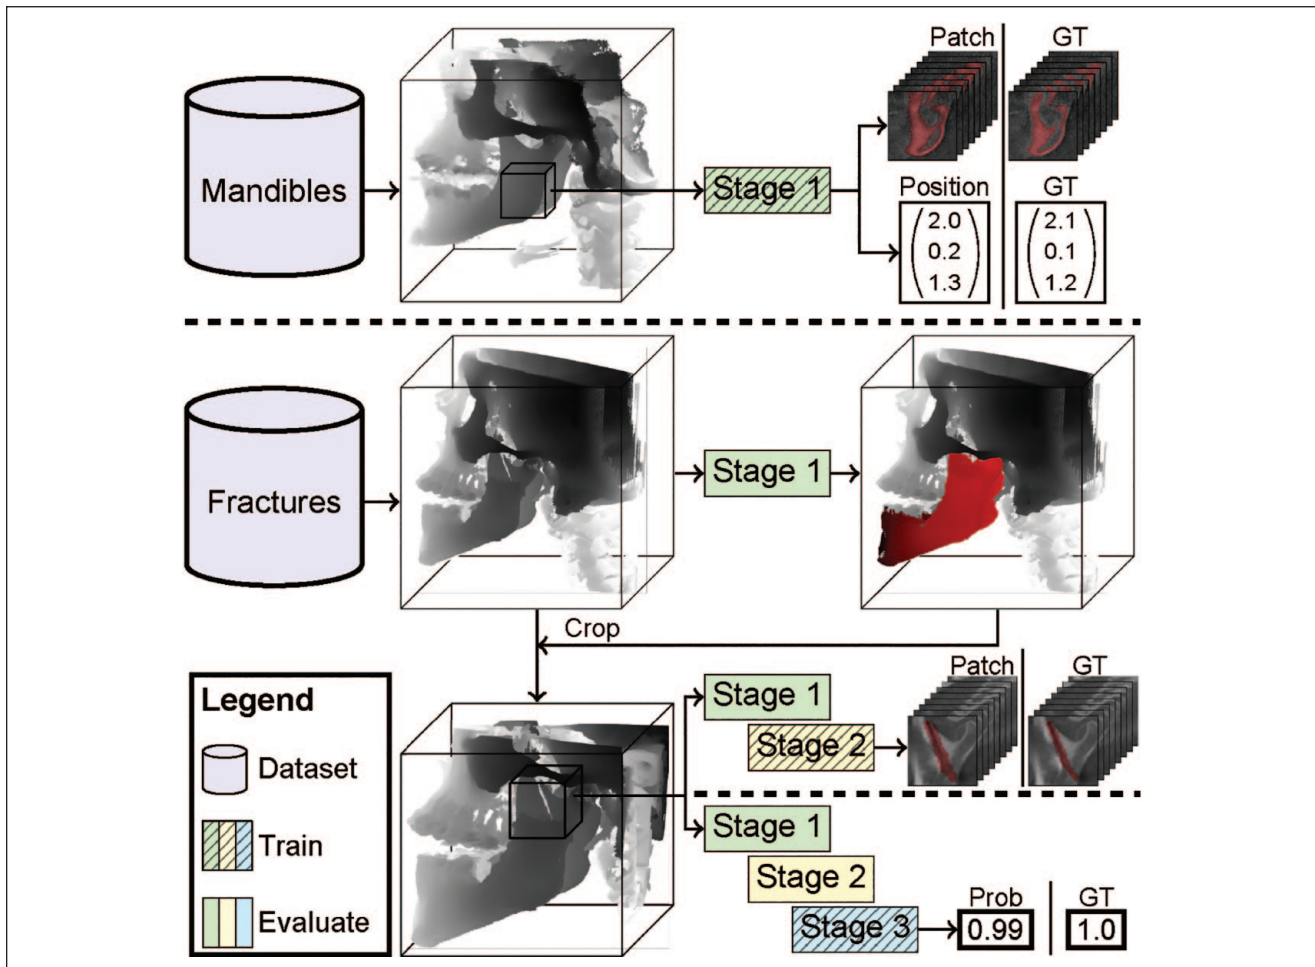 Patch GT
Mandibles
Stage 1
Position GT
2.0 2.1
0.2 0.1
1.3 1.2
Fractures
Stage 1
Crop
Patch GT
Legend
Stage 1
Dataset
Stage 2
Train
Stage 1
Stage 2
Evaluate
Prob GT
Stage 3
0.99 1.0